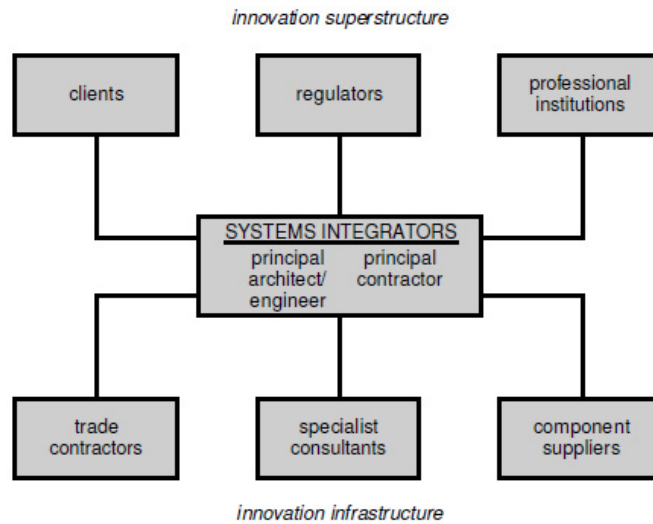 innovation superstructure
clients
regulators
professional
institutions
SYSTEMS INTEGRATORS
principal
architect/
engineer
principal
contractor
trade
contractors
specialist
consultants
component
suppliers
innovation infrastructure